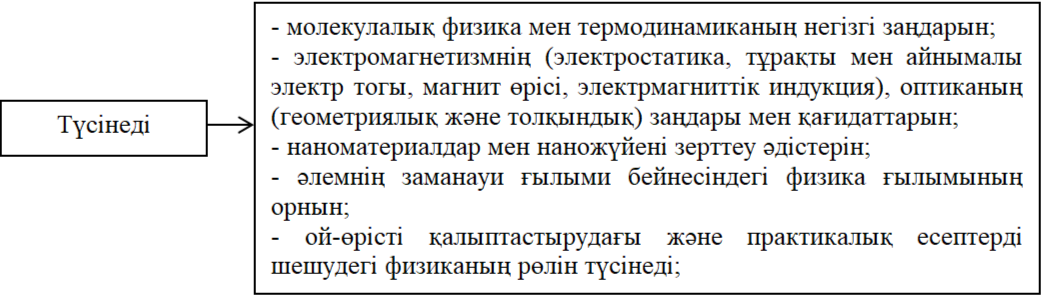 Түсінеді
- молекулалық физика мен термодинамиканың негізгі заңдарын;
- электромагнетизмнің (электростатика, тұрақты мен айнымалы
электр тогы, магнит өрісі, электрмагниттік индукция), оптиканың
(геометриялық және толқындық) заңдары мен қағидаттарын;
- наноматериалдар мен наножүйені зерттеу әдістерін;
- әлемнің заманауи ғылыми бейнесіндегі физика ғылымының
орнын;
- ой-өрісті қалыптастырудағы және практикалық есептерді
шешудегі физиканың рөлін түсінеді;